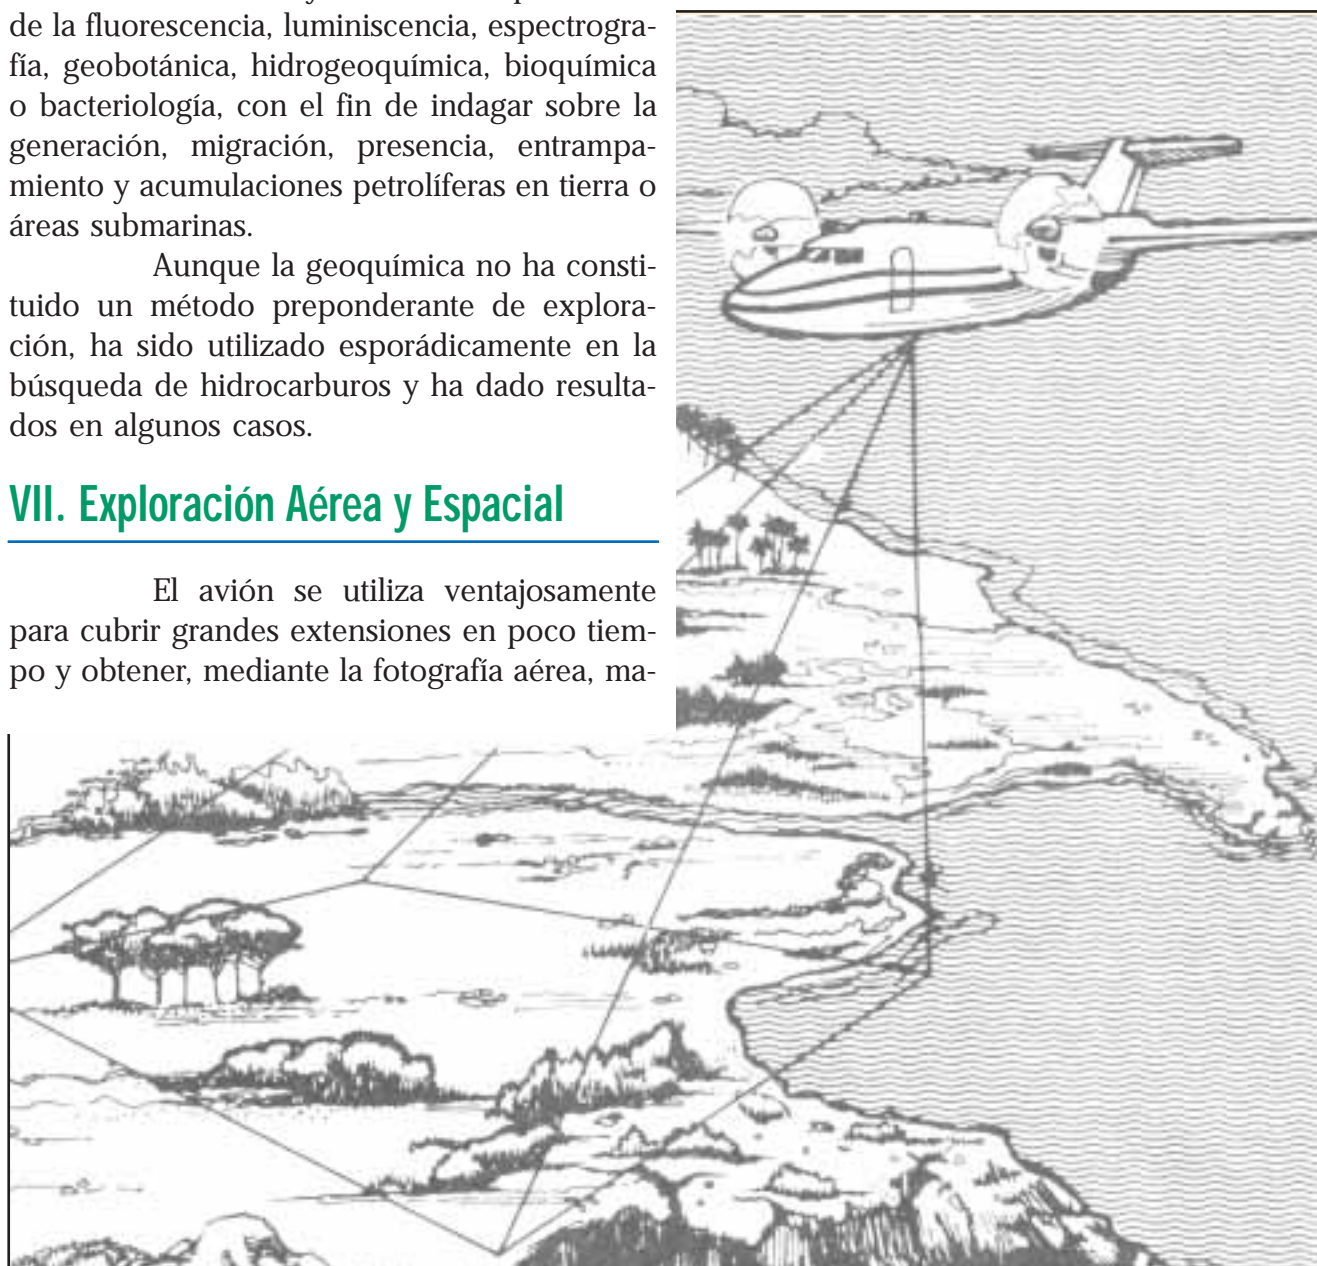 de la fluorescencia, luminiscencia, espectrogra-
fía, geobotánica, hidrogeoquímica, bioquímica
o bacteriología, con el fin de indagar sobre la
generación, migración, presencia, entrampa-
miento y acumulaciones petrolíferas en tierra o
áreas submarinas.
Aunque la geoquímica no ha consti-
tuido un método preponderante de explora-
ción, ha sido utilizado esporádicamente en la
búsqueda de hidrocarburos y ha dado resulta-
dos en algunos casos.
VII. Exploración Aérea y Espacial
El avión se utiliza ventajosamente
para cubrir grandes extensiones en poco tiem-
po y obtener, mediante la fotografía aérea, ma-